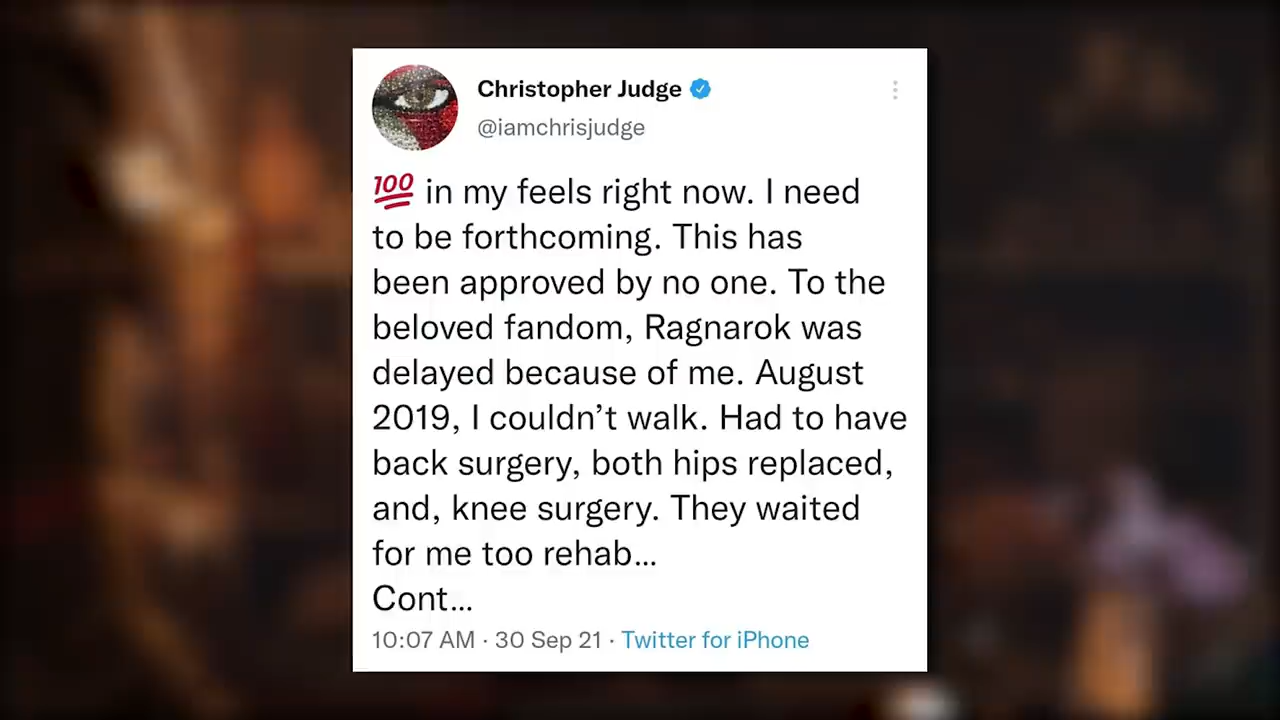 Christopher Judge
@iamchrisjudge
💯 in my feels right now. I need
to be forthcoming. This has
been approved by no one. To the
beloved fandom, Ragnarok was
delayed because of me. August
2019, I couldn’t walk. Had to have
back surgery, both hips replaced,
and, knee surgery. They waited
for me too rehab...
Cont...
10:07 AM · 30 Sep 21 · Twitter for iPhone